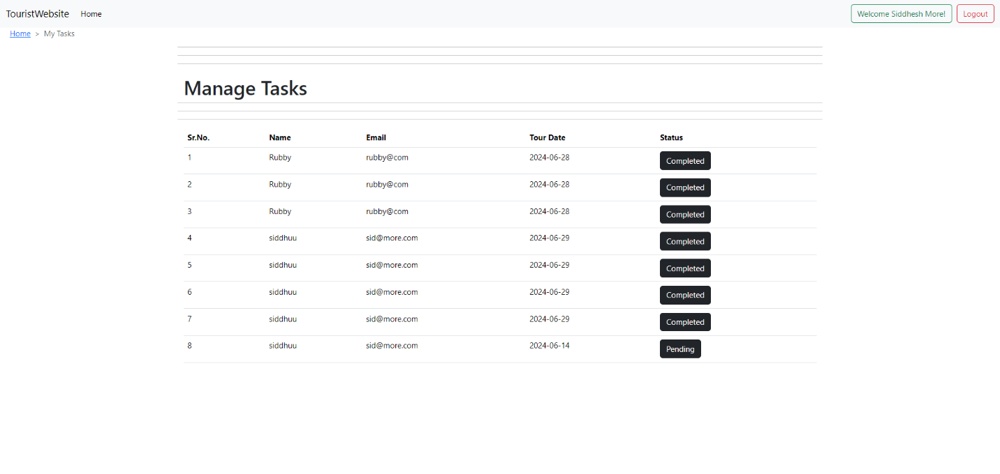 TouristWebsite Home Welcome Siddhesh More! Logout
Home > My Tasks
Manage Tasks
Sr.No. Name Email Tour Date Status
1 Rubby rubby@com 2024-06-28 Completed
2 Rubby rubby@com 2024-06-28 Completed
3 Rubby rubby@com 2024-06-28 Completed
4 siddhuu sid@more.com 2024-06-29 Completed
5 siddhuu sid@more.com 2024-06-29 Completed
6 siddhuu sid@more.com 2024-06-29 Completed
7 siddhuu sid@more.com 2024-06-29 Completed
8 siddhuu sid@more.com 2024-06-14 Pending